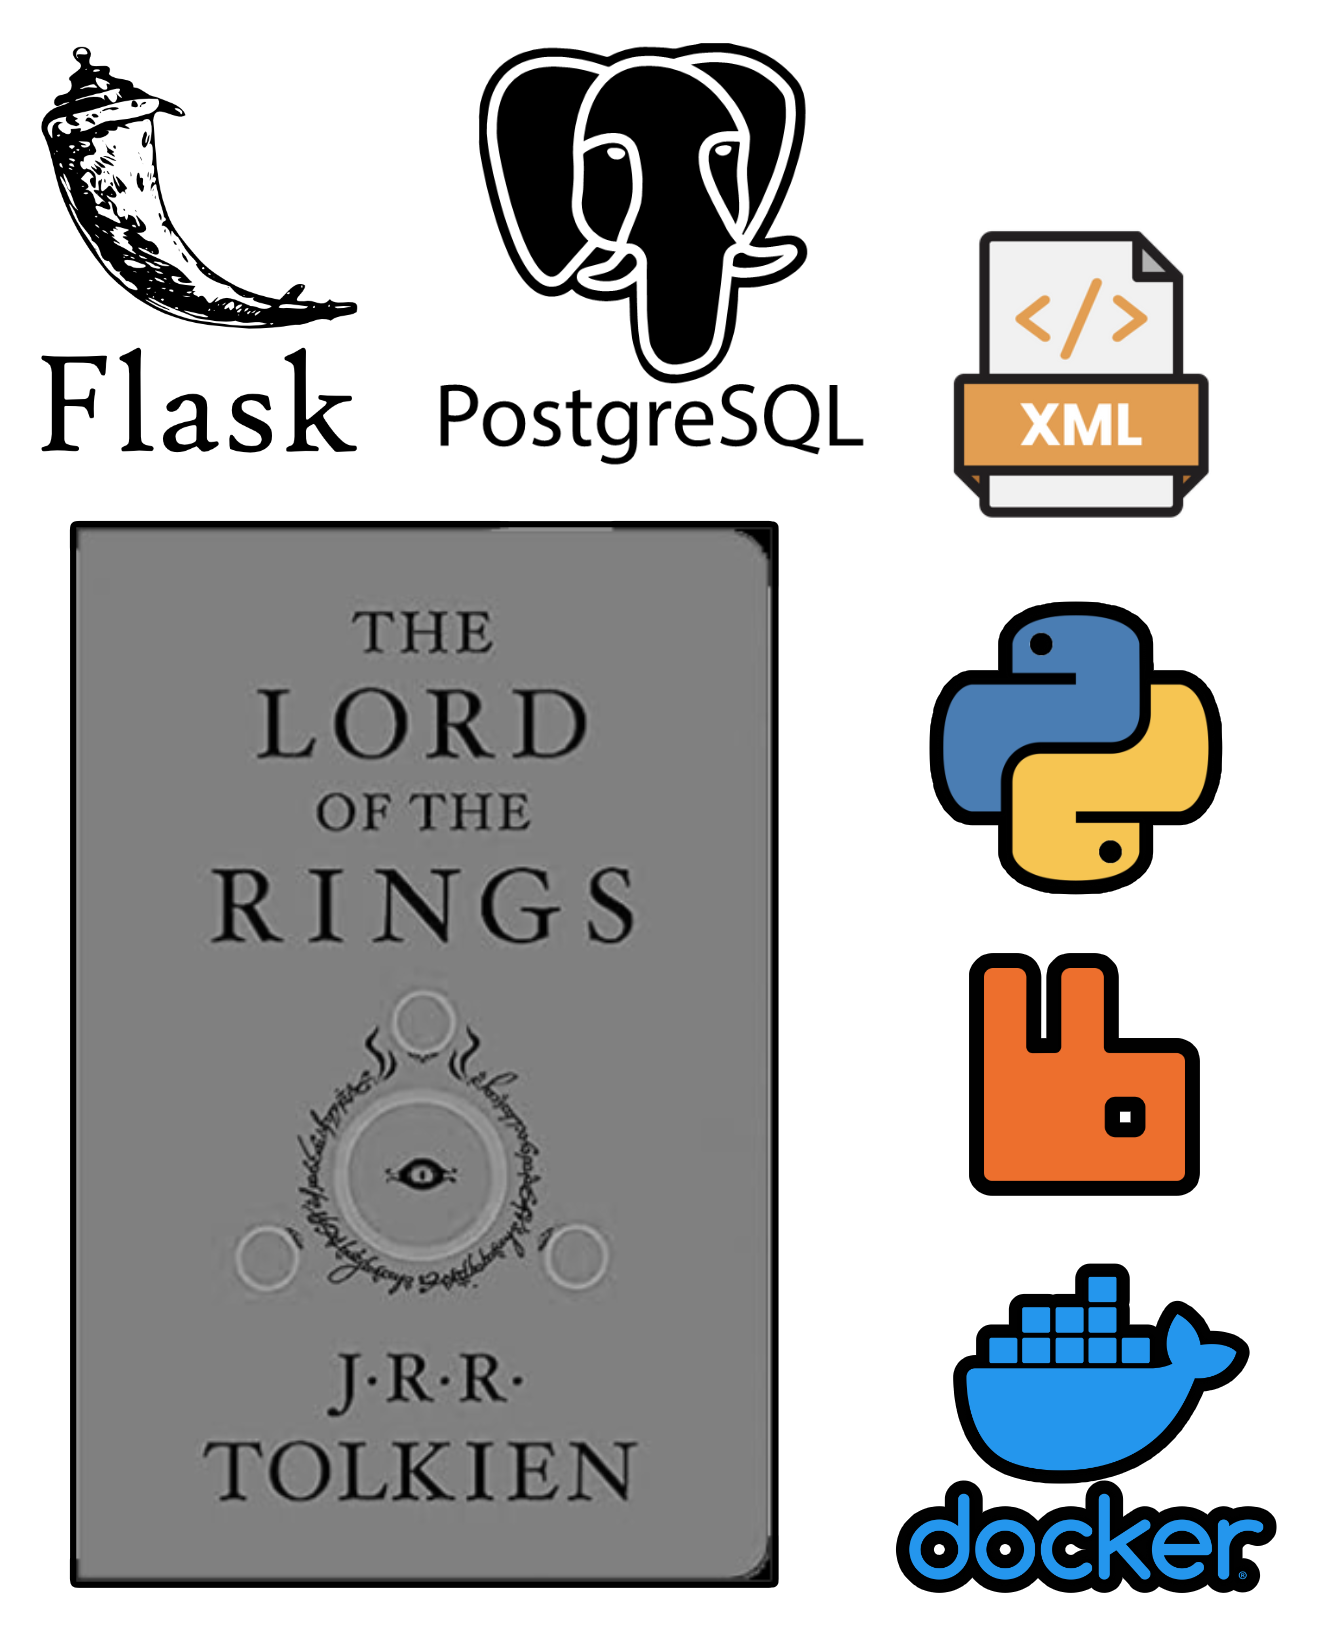 Flask
PostgreSQL
</>
XML
THE
LORD
OF THE
RINGS
J·R·R·
TOLKIEN
docker®